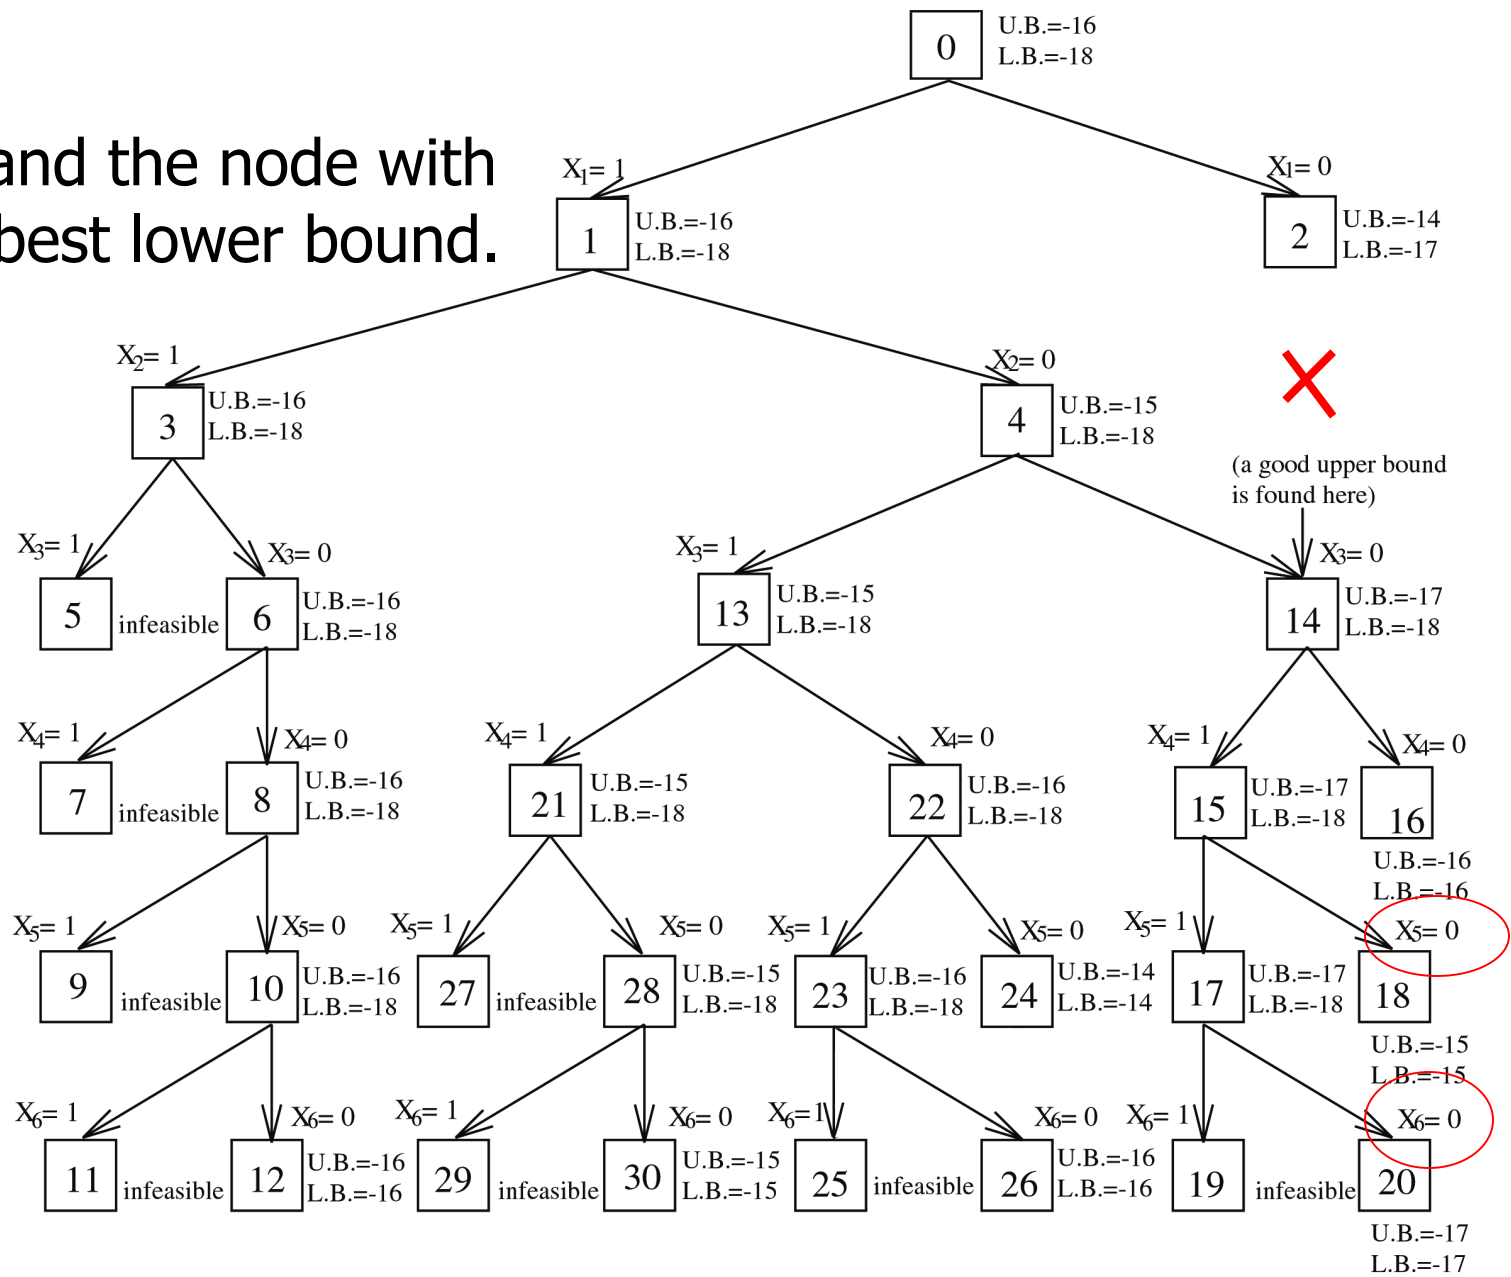 0
U.B.=-16
L.B.=-18
and the node with
best lower bound.
X1= 1
X1= 0
1
U.B.=-16
L.B.=-18
2
U.B.=-14
L.B.=-17
X2= 1
X2= 0
3
U.B.=-16
L.B.=-18
4
U.B.=-15
L.B.=-18
(a good upper bound
is found here)
X3= 1
X3= 0
X3= 1
X3= 0
5
infeasible
6
U.B.=-16
L.B.=-18
13
U.B.=-15
L.B.=-18
14
U.B.=-17
L.B.=-18
X4= 1
X4= 0
X4= 1
X4= 0
X4= 1
X4= 0
7
infeasible
8
U.B.=-16
L.B.=-18
21
U.B.=-15
L.B.=-18
22
U.B.=-16
L.B.=-18
15
U.B.=-17
L.B.=-18
16
U.B.=-16
L.B.=-16
X5= 1
X5= 0
X5= 1
X5= 0
X5= 1
X5= 0
X5= 1
X5= 0
9
infeasible
10
U.B.=-16
L.B.=-18
27
infeasible
28
U.B.=-15
L.B.=-18
23
U.B.=-16
L.B.=-18
24
U.B.=-14
L.B.=-14
17
U.B.=-17
L.B.=-18
18
U.B.=-15
L.B.=-15
X6= 1
X6= 0
X6= 1
X6= 0
X6=1
X6= 0
X6= 1
X6= 0
11
infeasible
12
U.B.=-16
L.B.=-16
29
infeasible
30
U.B.=-15
L.B.=-15
25
infeasible
26
U.B.=-16
L.B.=-16
19
infeasible
20
U.B.=-17
L.B.=-17